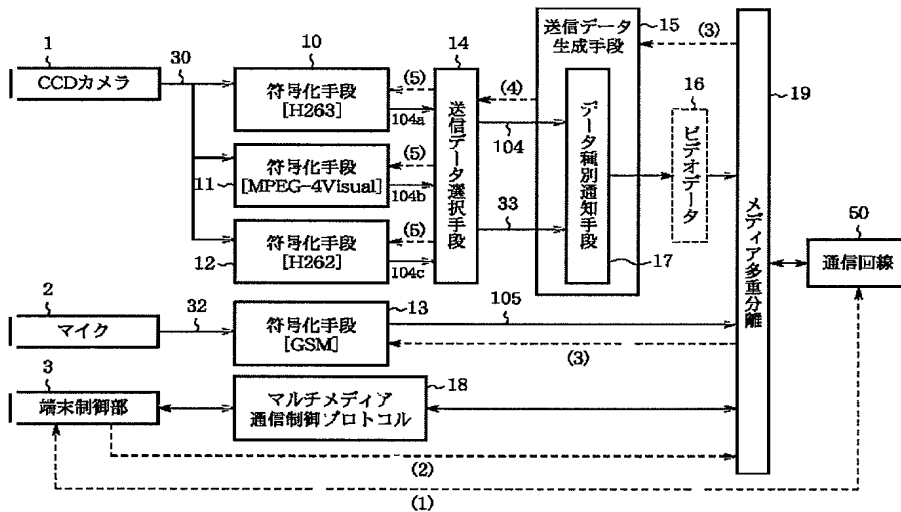 1
CCDカメラ
30
10
符号化手段
[H263]
(5)
104a
11
符号化手段
[MPEG-4Visual]
(5)
104b
12
符号化手段
[H262]
(5)
104c
14
送信データ選択手段
(4)
104
33
送信データ
生成手段
15
データ種別通知手段
17
(3)
16
ビデオデータ
19
メディア多重分離
50
通信回線
2
マイク
32
13
符号化手段
[GSM]
105
(3)
3
端末制御部
18
マルチメディア
通信制御プロトコル
(2)
(1)